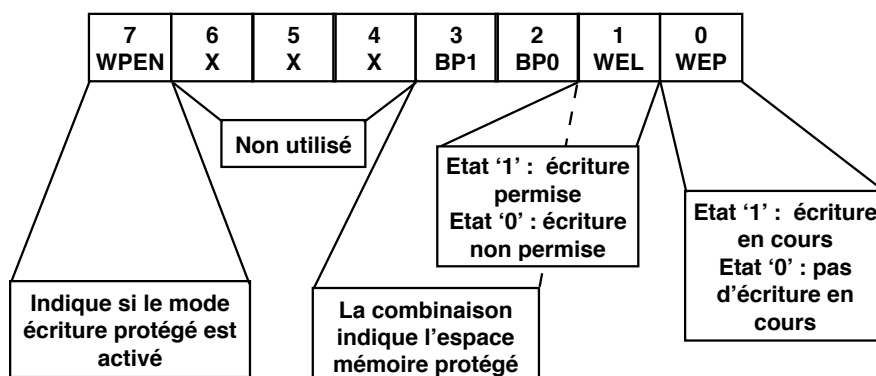 7 6 5 4 3 2 1 0
WPEN X X X BP1 BP0 WEL WEP
Non utilisé
Etat ‘1’ : écriture
permise
Etat ‘0’ : écriture
non permise
Etat ‘1’ : écriture
en cours
Etat ‘0’ : pas
d’écriture en
cours
Indique si le mode
écriture protégé est
activé
La combinaison
indique l’espace
mémoire protégé